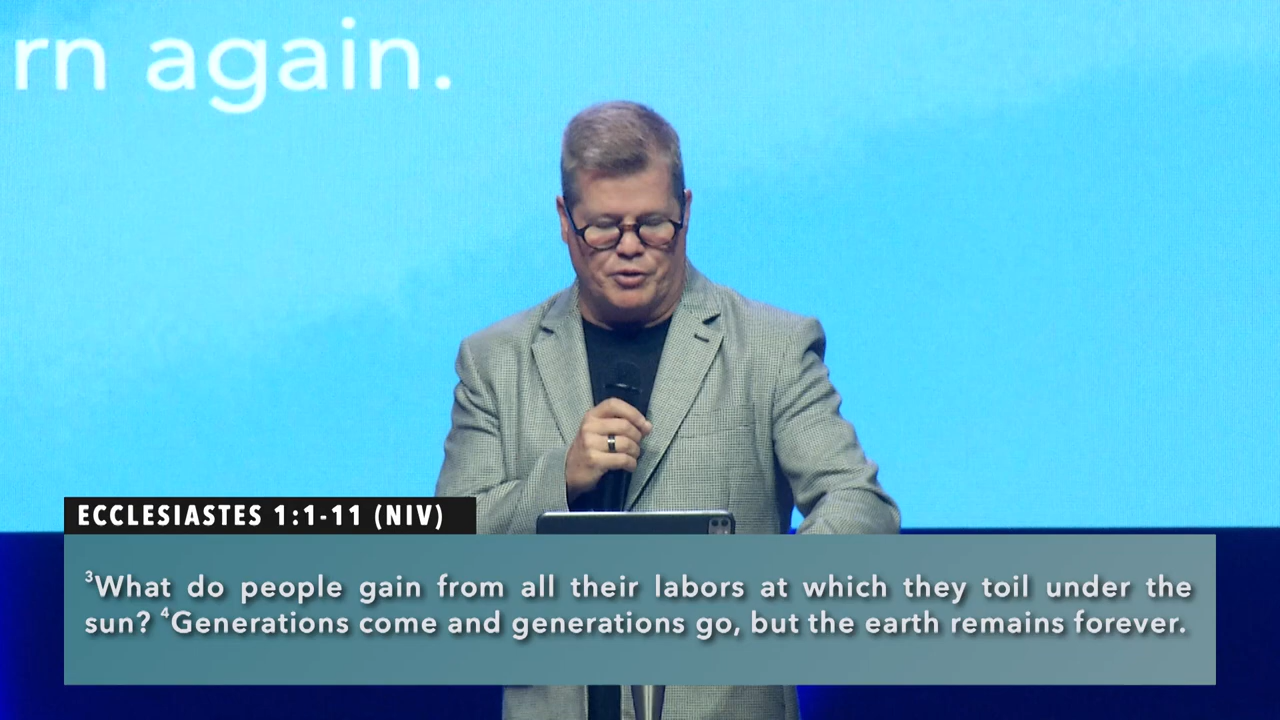 rn again.
ECCLESIASTES 1:1-11 (NIV)
³What do people gain from all their labors at which they toil under the
sun? ⁴Generations come and generations go, but the earth remains forever.